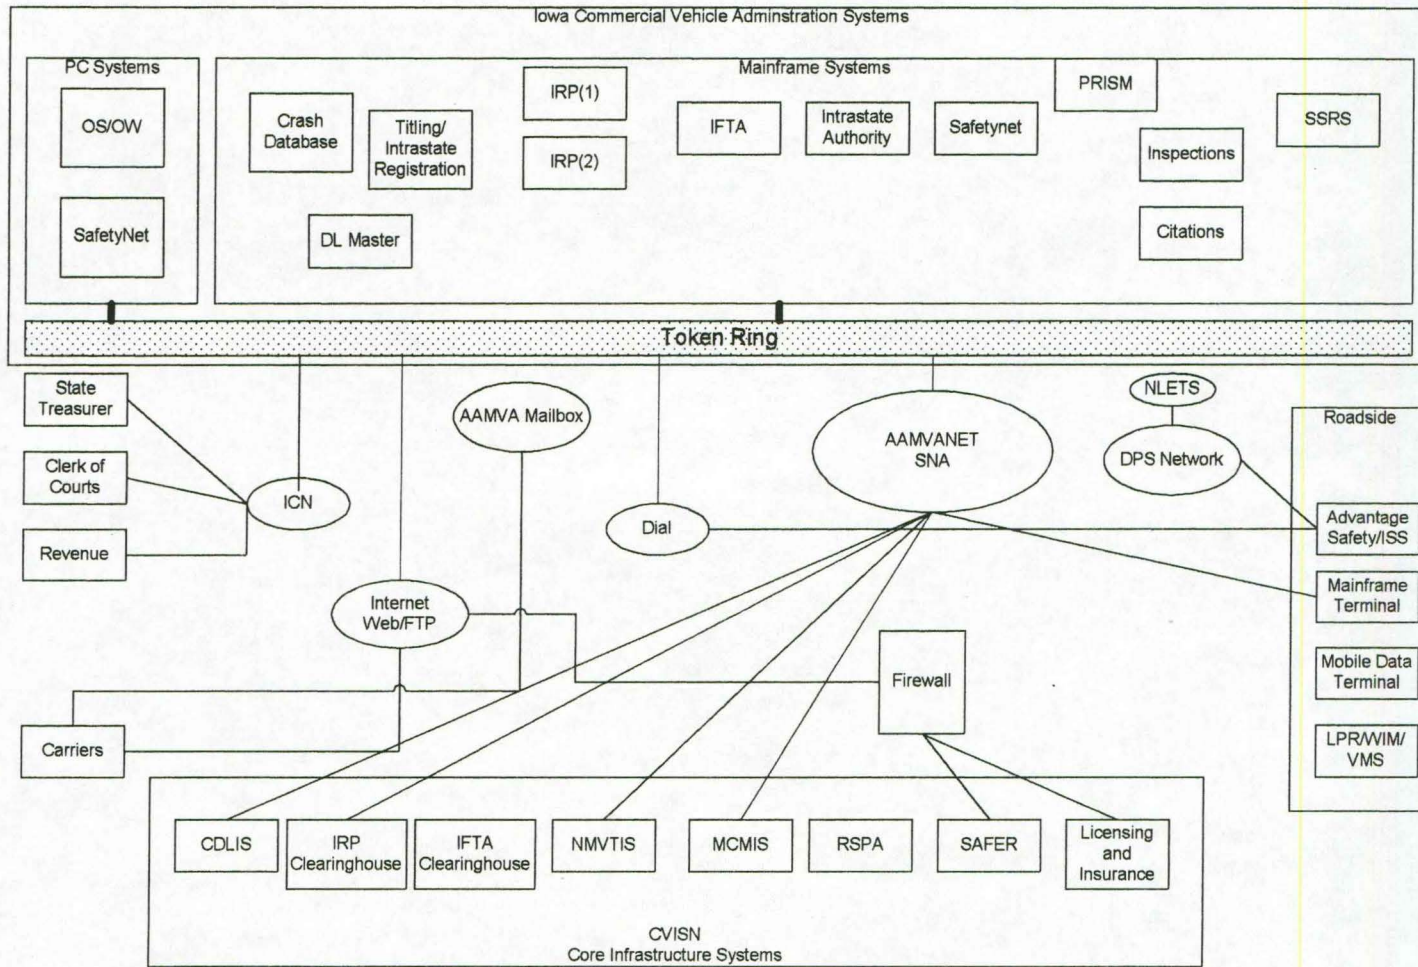 Iowa Commercial Vehicle Adminstration Systems
PC Systems
OS/OW
SafetyNet
Mainframe Systems
Crash
Database
Titling/
Intrastate
Registration
DL Master
IRP(1)
IRP(2)
IFTA
Intrastate
Authority
Safetynet
PRISM
Inspections
Citations
SSRS
Token Ring
State
Treasurer
Clerk of
Courts
Revenue
ICN
AAMVA Mailbox
Internet
Web/FTP
Dial
AAMVANET
SNA
NLETS
DPS Network
Roadside
Advantage
Safety/ISS
Mainframe
Terminal
Mobile Data
Terminal
LPR/WIM/
VMS
Firewall
Carriers
CDLIS
IRP
Clearinghouse
IFTA
Clearinghouse
NMVTIS
MCMIS
RSPA
SAFER
Licensing
and
Insurance
CVISN
Core Infrastructure Systems